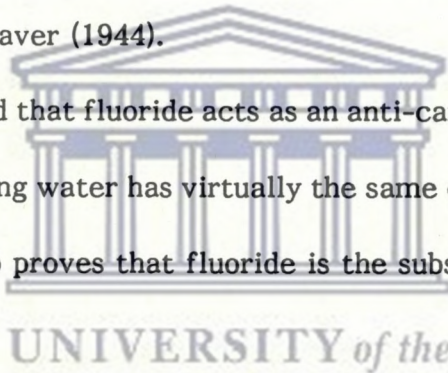 aver (1944).
d that fluoride acts as an anti-ca
ng water has virtually the same
proves that fluoride is the subs
UNIVERSITY of the